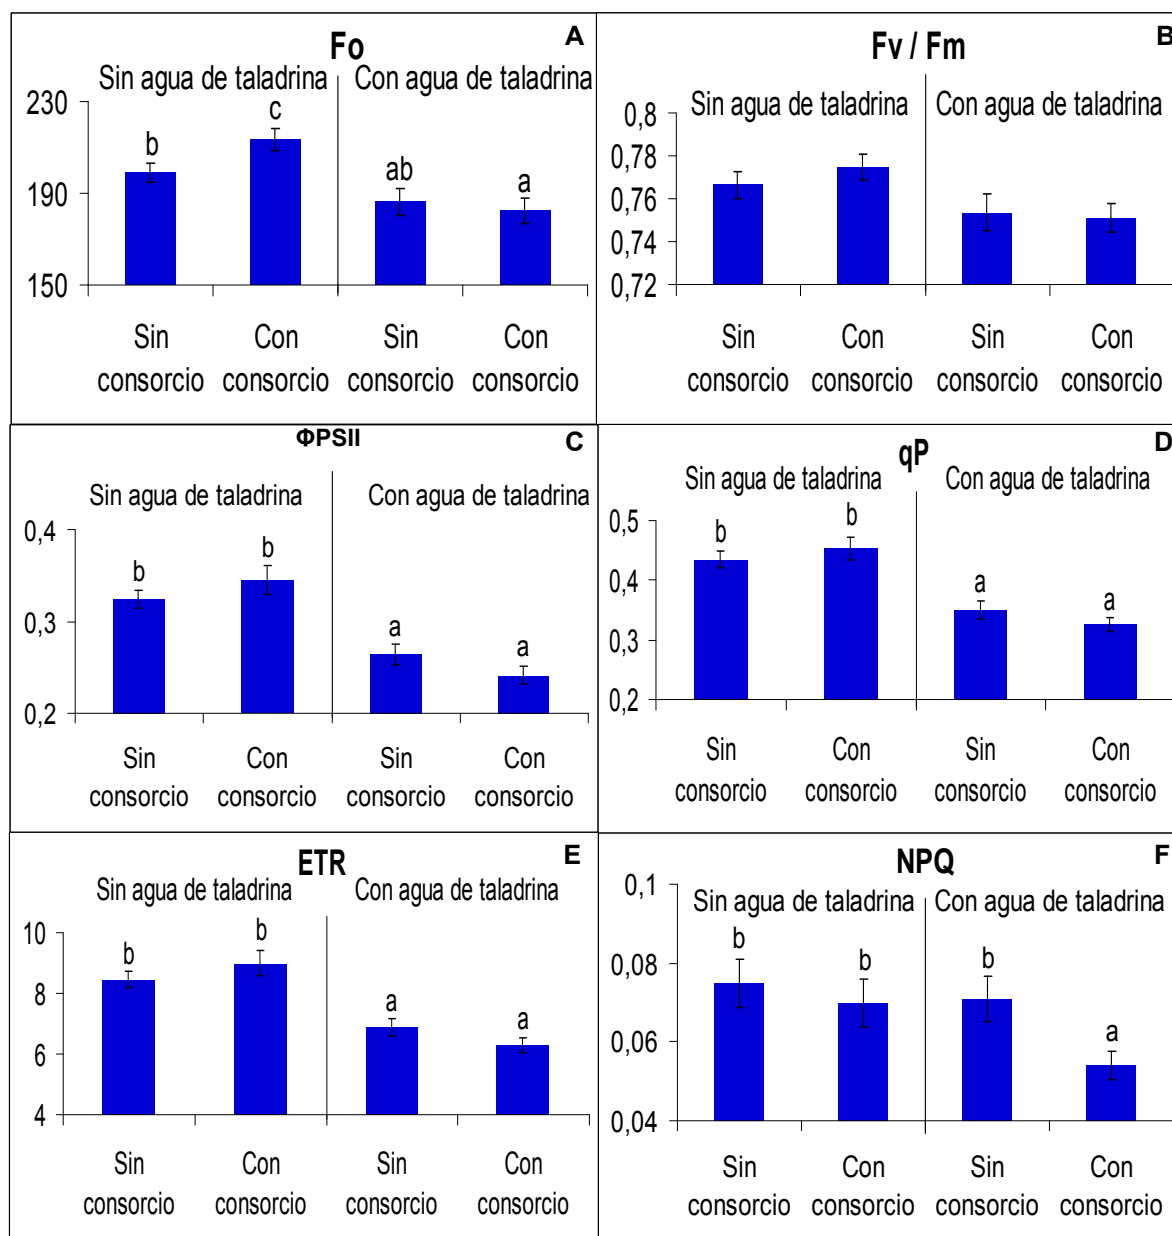 Fo
A
Sin agua de taladrina Con agua de taladrina
230
190
150
b
c
ab
a
Sin consorcio
Con consorcio
Sin consorcio
Con consorcio
Fv / Fm
B
Sin agua de taladrina Con agua de taladrina
0,8
0,78
0,76
0,74
0,72
Sin consorcio
Con consorcio
Sin consorcio
Con consorcio
ΦPSII
C
Sin agua de taladrina Con agua de taladrina
0,4
0,3
0,2
b
b
a
a
Sin consorcio
Con consorcio
Sin consorcio
Con consorcio
qP
D
Sin agua de taladrina Con agua de taladrina
0,5
0,4
0,3
0,2
b
b
a
a
Sin consorcio
Con consorcio
Sin consorcio
Con consorcio
ETR
E
Sin agua de taladrina Con agua de taladrina
10
8
6
4
b
b
a
a
Sin consorcio
Con consorcio
Sin consorcio
Con consorcio
NPQ
F
Sin agua de taladrina Con agua de taladrina
0,1
0,08
0,06
0,04
b
b
b
a
Sin consorcio
Con consorcio
Sin consorcio
Con consorcio